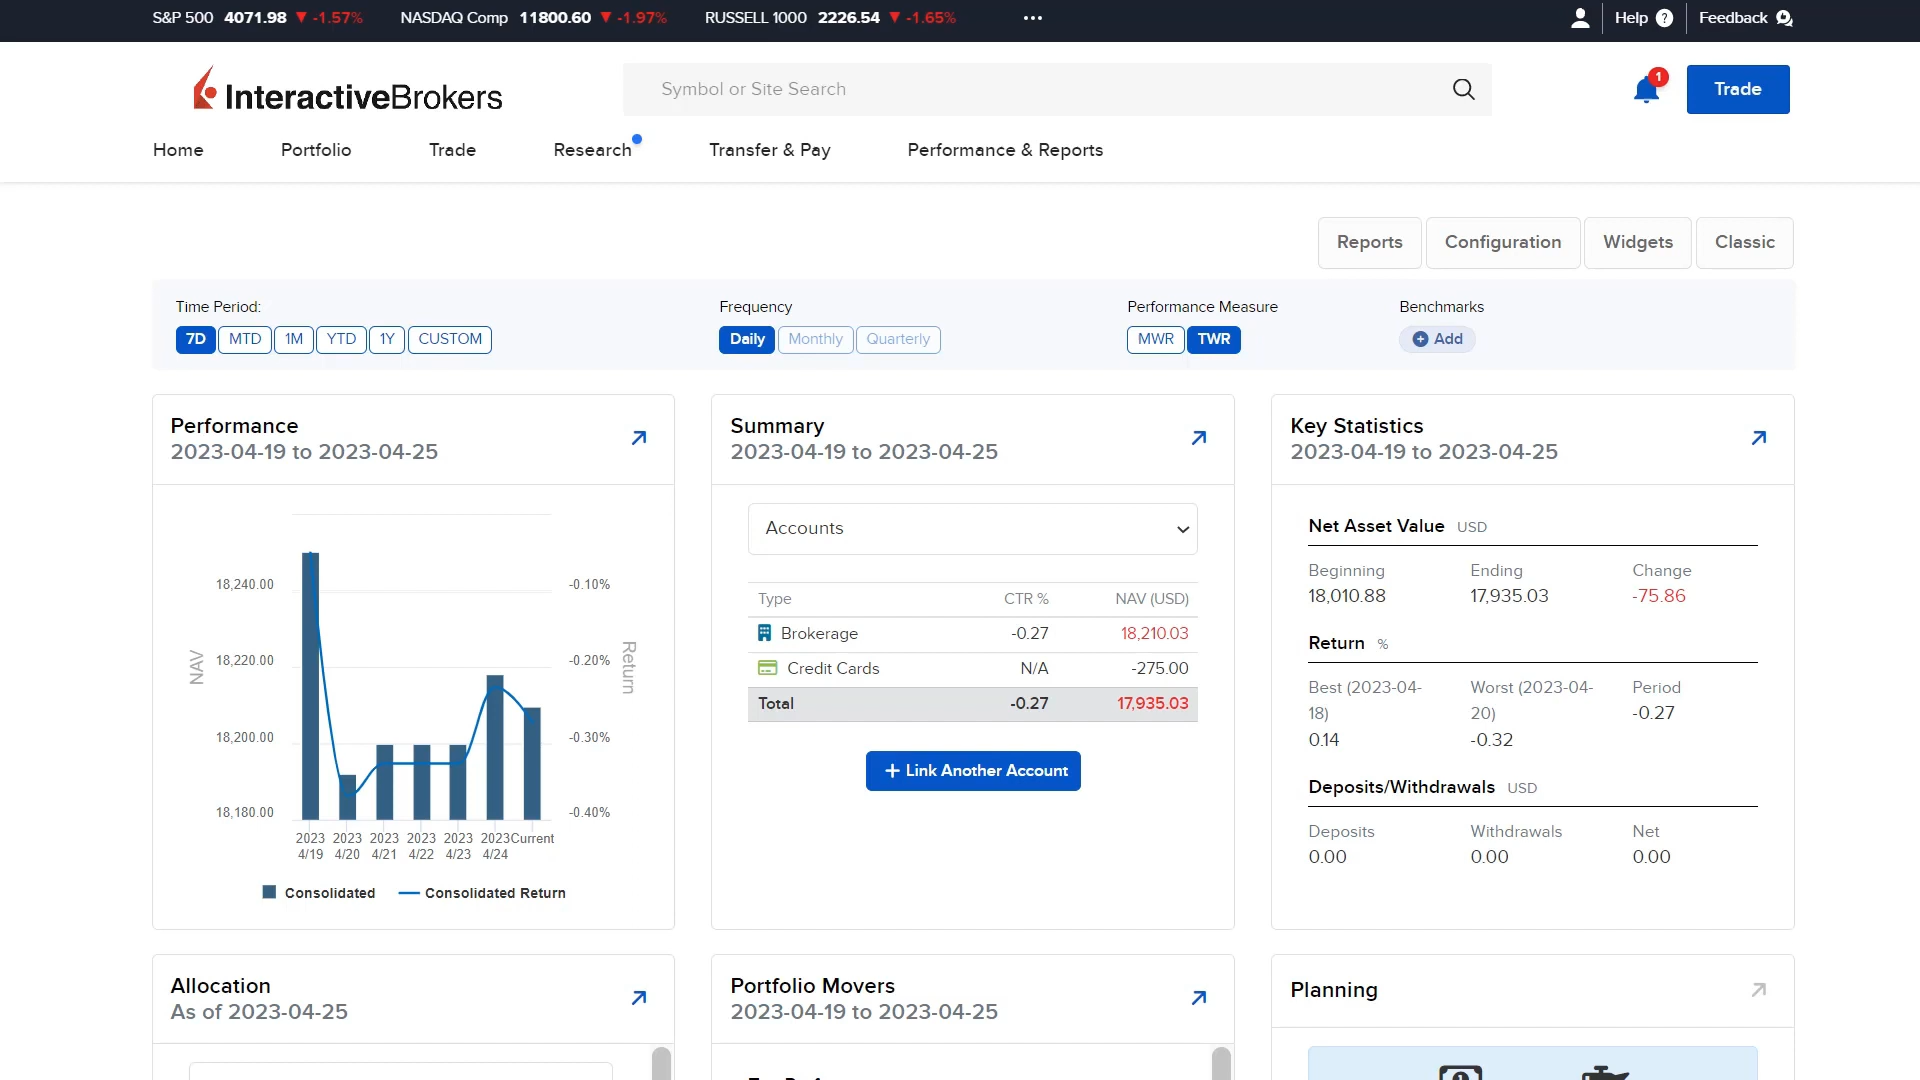 S&P 500 4071.98 ▼ -1.57% NASDAQ Comp 11800.60 ▼ -1.97% RUSSELL 1000 2226.54 ▼ -1.65% ••• Help ? Feedback
InteractiveBrokers
Symbol or Site Search
1
Trade
Home Portfolio Trade Research Transfer & Pay Performance & Reports
Reports Configuration Widgets Classic
Time Period: Frequency Performance Measure Benchmarks
7D MTD 1M YTD 1Y CUSTOM Daily Monthly Quarterly MWR TWR Add
Performance
2023-04-19 to 2023-04-25
NAV
18,240.00
18,220.00
18,200.00
18,180.00
-0.10%
-0.20%
-0.30%
-0.40%
Return
2023 2023 2023 2023 2023 2023 Current
4/19 4/20 4/21 4/22 4/23 4/24
Consolidated Consolidated Return
Summary
2023-04-19 to 2023-04-25
Accounts
Type CTR % NAV (USD)
Brokerage -0.27 18,210.03
Credit Cards N/A -275.00
Total -0.27 17,935.03
+ Link Another Account
Key Statistics
2023-04-19 to 2023-04-25
Net Asset Value USD
Beginning Ending Change
18,010.88 17,935.03 -75.86
Return %
Best (2023-04- Worst (2023-04- Period
18) 20) -0.27
0.14 -0.32
Deposits/Withdrawals USD
Deposits Withdrawals Net
0.00 0.00 0.00
Allocation
As of 2023-04-25
Portfolio Movers
2023-04-19 to 2023-04-25
Planning